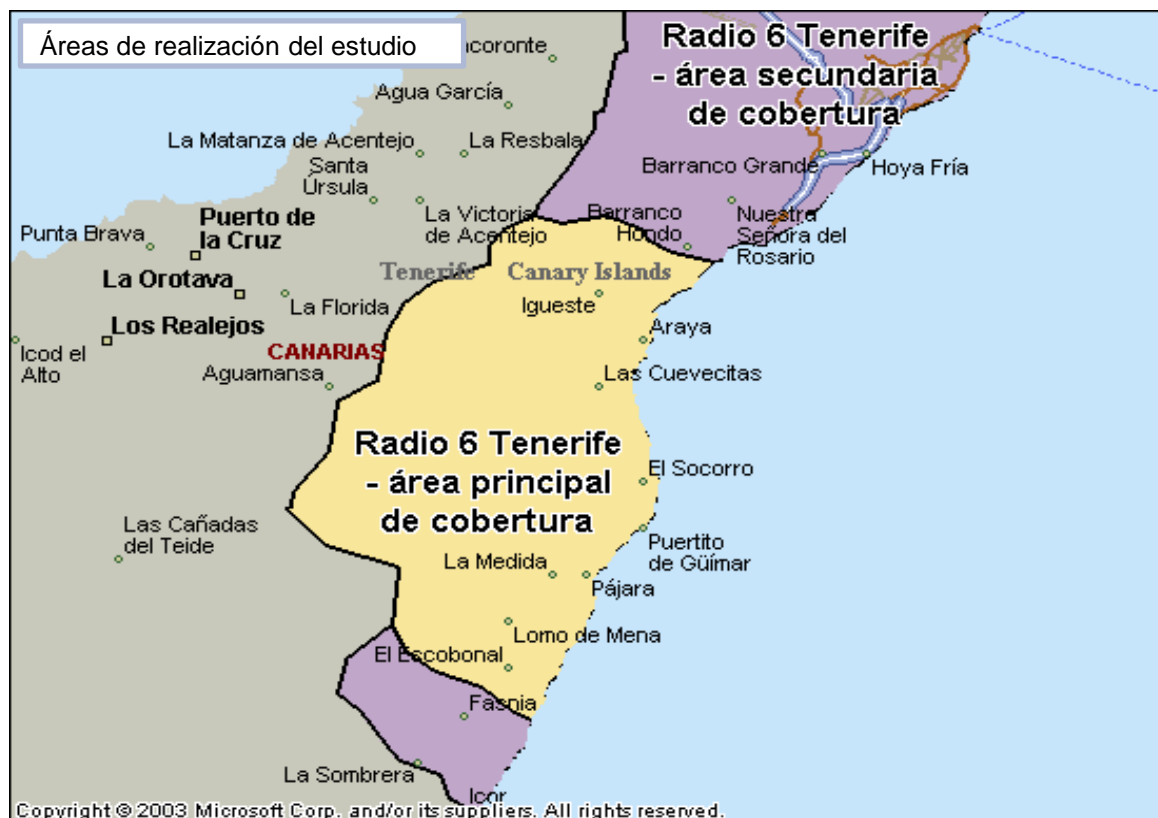 Áreas de realización del estudio
Radio 6 Tenerife
- área secundaria
de cobertura
Agua García
La Matanza de Acentejo
La Resbala
Santa
Úrsula
Barranco Grande
Hoya Fría
La Victoria
de Acentejo
Barranco
Hondo
Nuestra
Señora del
Rosario
Punta Brava
Puerto de
la Cruz
Tenerife
Canary Islands
La Orotava
La Florida
Igueste
Los Realejos
Araya
Icod el
Alto
CANARIAS
Aguamansa
Las Cuevecitas
Radio 6 Tenerife
- área principal
de cobertura
El Socorro
Las Cañadas
del Teide
Puertito
de Güímar
La Medida
Pájara
Lomo de Mena
El Escobonal
Fasnia
La Sombrera
Icor
Copyright © 2003 Microsoft Corp. and/or its suppliers. All rights reserved.